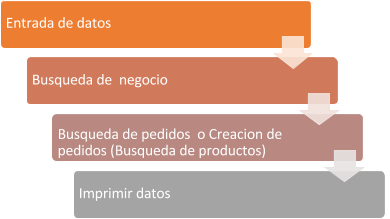 Entrada de datos
Busqueda de  negocio
Busqueda de pedidos  o Creacion de
pedidos (Busqueda de productos)
Imprimir datos